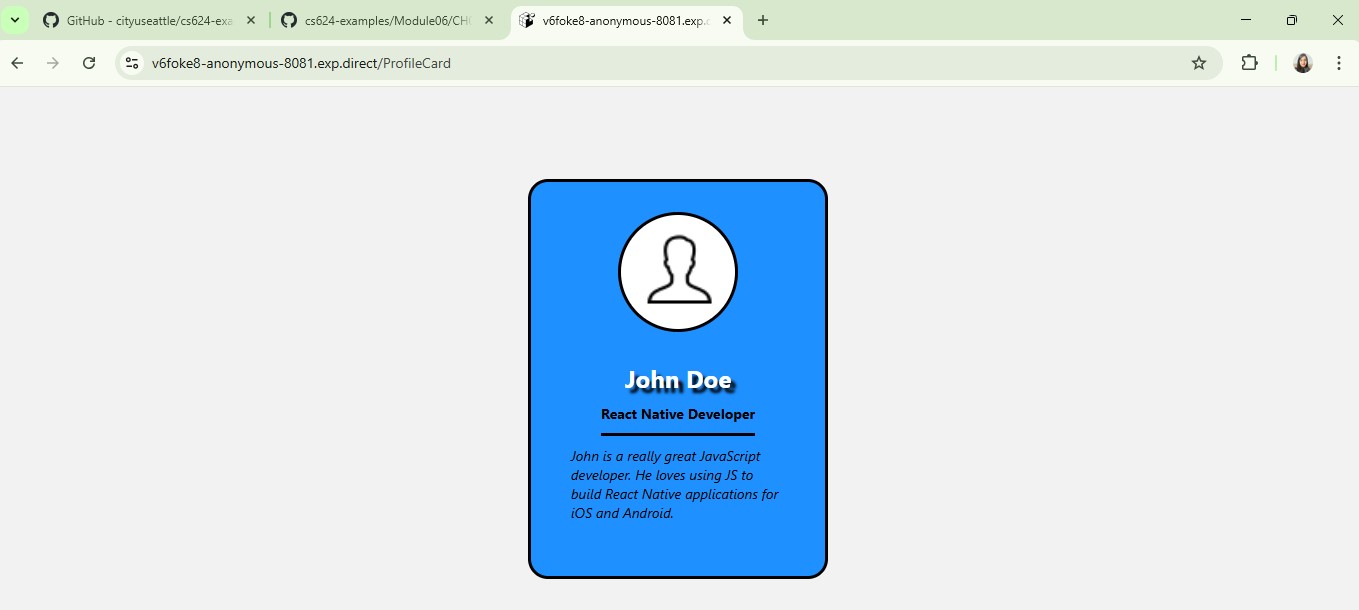 GitHub - cityuseattle/cs624-exa
cs624-examples/Module06/CH
v6foke8-anonymous-8081.exp.
v6foke8-anonymous-8081.exp.direct/ProfileCard
John Doe
React Native Developer
John is a really great JavaScript
developer. He loves using JS to
build React Native applications for
iOS and Android.